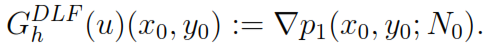 $G_h^{DLF}(u)(x_0, y_0) := \nabla p_1(x_0, y_0; N_0).$